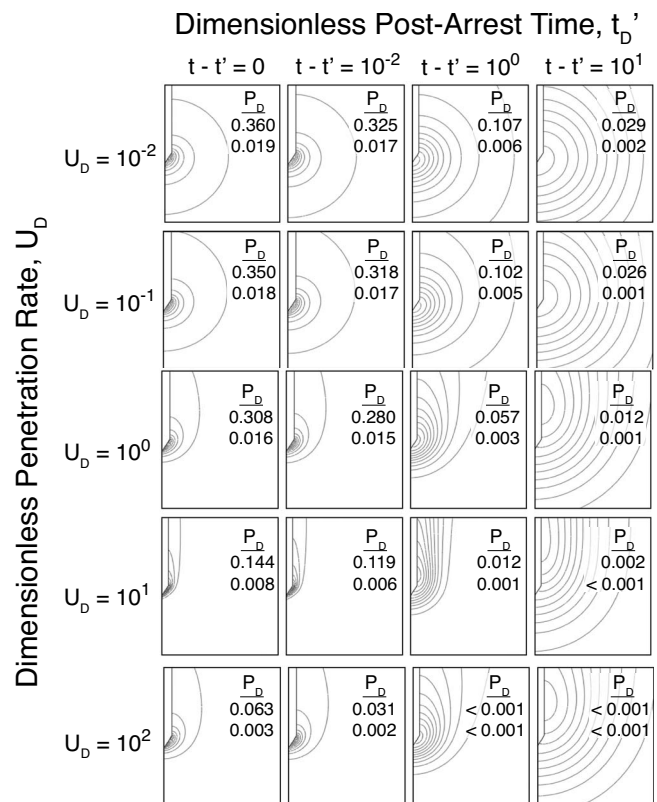 Dimensionless Post-Arrest Time, t_D'
t - t' = 0 t - t' = 10^-2 t - t' = 10^0 t - t' = 10^1
Dimensionless Penetration Rate, U_D
U_D = 10^-2
P_D P_D P_D P_D
0.360 0.325 0.107 0.029
0.019 0.017 0.006 0.002
U_D = 10^-1
P_D P_D P_D P_D
0.350 0.318 0.102 0.026
0.018 0.017 0.005 0.001
U_D = 10^0
P_D P_D P_D P_D
0.308 0.280 0.057 0.012
0.016 0.015 0.003 0.001
U_D = 10^1
P_D P_D P_D P_D
0.144 0.119 0.012 0.002
0.008 0.006 0.001 < 0.001
U_D = 10^2
P_D P_D P_D P_D
0.063 0.031 < 0.001 < 0.001
0.003 0.002 < 0.001 < 0.001